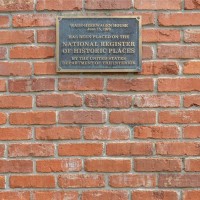 HAS BEEN PLACED ON THE
NATIONAL REGISTER
OF HISTORIC PLACES
BY THE UNITED STATES
DEPARTMENT OF THE INTERIOR